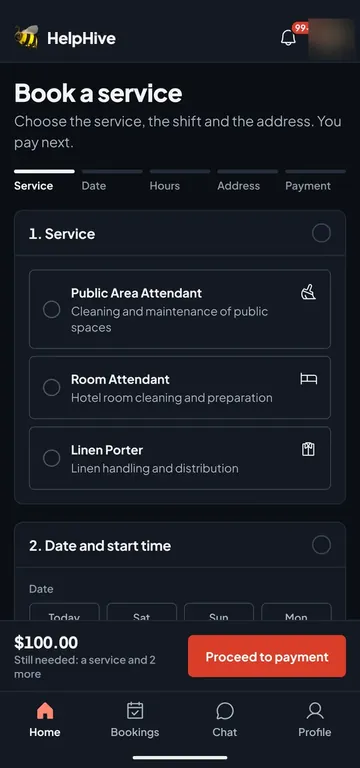 HelpHive
99
Book a service
Choose the service, the shift and the address. You
pay next.
Service
Date
Hours
Address
Payment
1. Service
Public Area Attendant
Cleaning and maintenance of public
spaces
Room Attendant
Hotel room cleaning and preparation
Linen Porter
Linen handling and distribution
2. Date and start time
Date
Today
Sat
Sun
Mon
$100.00
Still needed: a service and 2
more
Proceed to payment
Home
Bookings
Chat
Profile